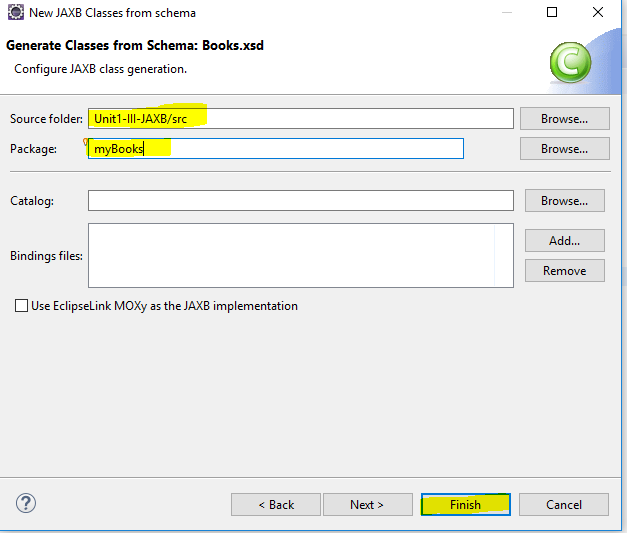 New JAXB Classes from schema
Generate Classes from Schema: Books.xsd
Configure JAXB class generation.
Source folder: Unit1-III-JAXB/src Browse...
Package: myBooks Browse...
Catalog: Browse...
Bindings files: Add...
Remove
Use EclipseLink MOXy as the JAXB implementation
? < Back Next > Finish Cancel